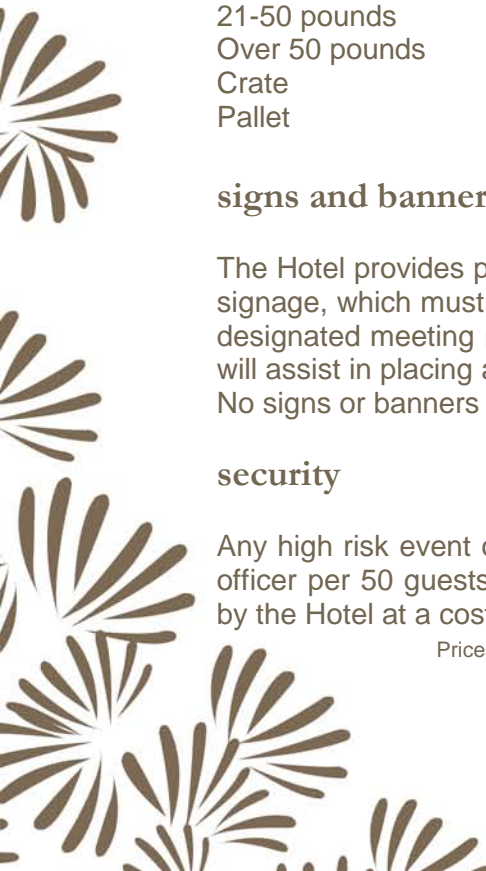 21-50 pounds
Over 50 pounds
Crate
Pallet
signs and banner
The Hotel provides p
signage, which must
designated meeting
will assist in placing a
No signs or banners
security
Any high risk event o
officer per 50 guests
by the Hotel at a cost
Price